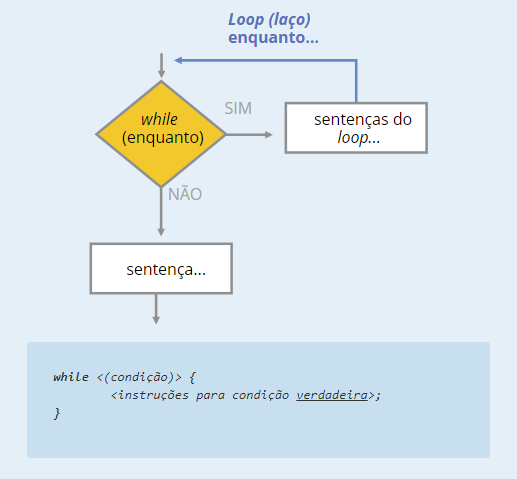 Loop (laço)
enquanto...
while
(enquanto)
SIM
sentenças do
loop...
NÃO
sentença...
while <(condição)> {
<instruções para condição verdadeira>;
}